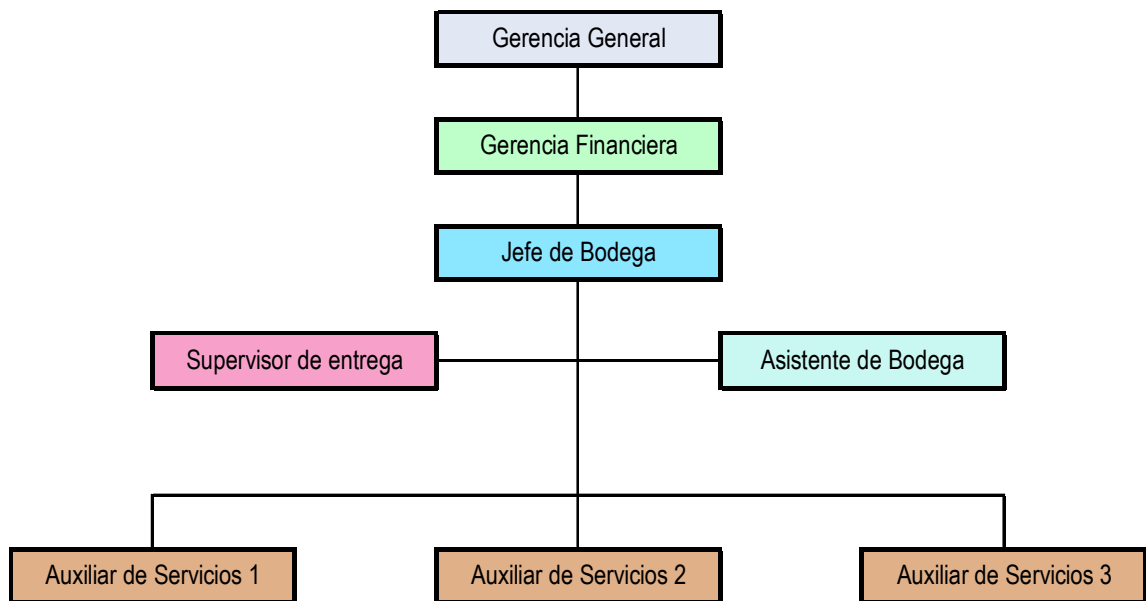 Gerencia General
Gerencia Financiera
Jefe de Bodega
Supervisor de entrega
Asistente de Bodega
Auxiliar de Servicios 1
Auxiliar de Servicios 2
Auxiliar de Servicios 3